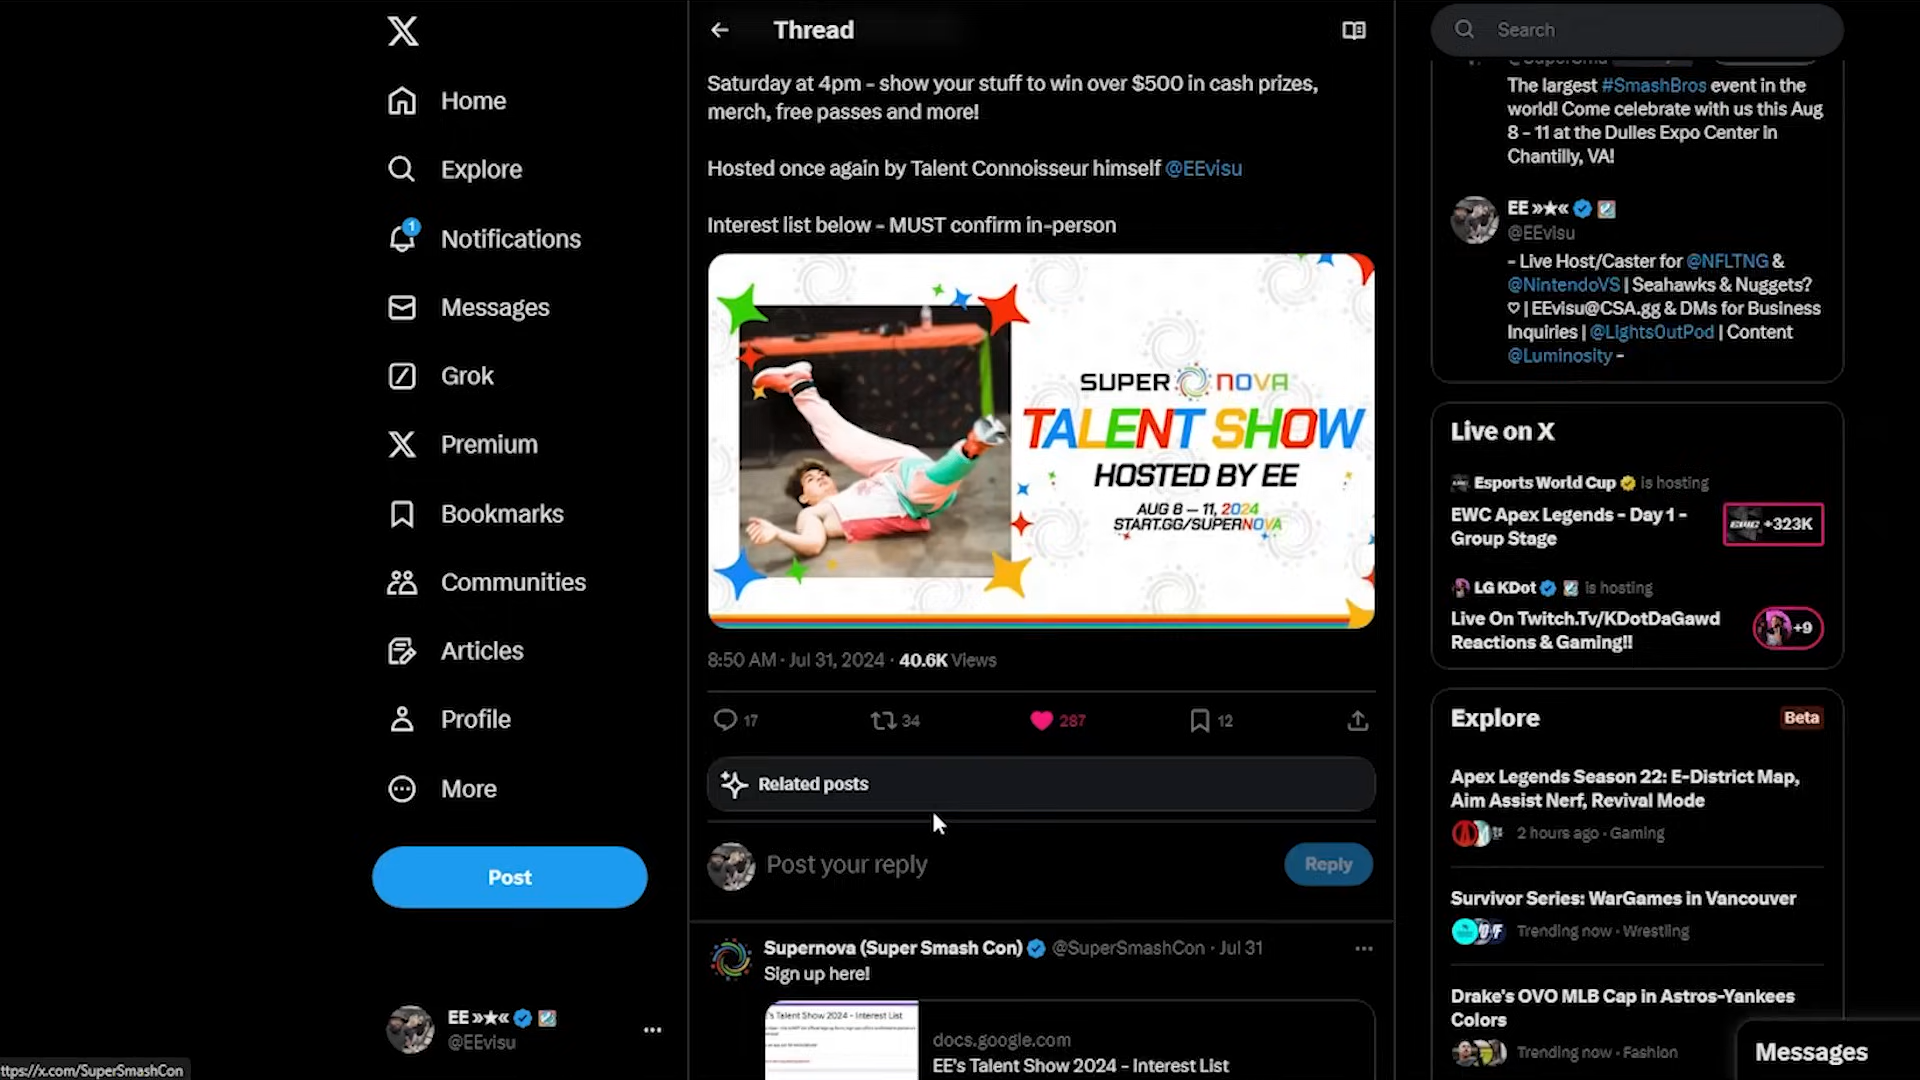 Home
Explore
1
Notifications
Messages
Grok
Premium
Bookmarks
Communities
Articles
Profile
More
Post
EE »★«
@EEvisu
ttps://x.com/SuperSmashCon
Thread
Saturday at 4pm - show your stuff to win over $500 in cash prizes,
merch, free passes and more!
Hosted once again by Talent Connoisseur himself @EEvisu
Interest list below - MUST confirm in-person
SUPER NOVA
TALENT SHOW
HOSTED BY EE
AUG 8 — 11, 2024
START.GG/SUPERNOVA
8:50 AM · Jul 31, 2024 · 40.6K Views
17
34
287
12
Related posts
Post your reply
Reply
Supernova (Super Smash Con) @SuperSmashCon · Jul 31
Sign up here!
's Talent Show 2024 - Interest List
docs.google.com
EE's Talent Show 2024 - Interest List
Search
The largest #SmashBros event in the
world! Come celebrate with us this Aug
8 - 11 at the Dulles Expo Center in
Chantilly, VA!
EE »★«
@EEvisu
- Live Host/Caster for @NFLTNG &
@NintendoVS | Seahawks & Nuggets?
♡ | EEvisu@CSA.gg & DMs for Business
Inquiries | @Lights0utPod | Content
@Luminosity -
Live on X
Esports World Cup is hosting
EWC Apex Legends - Day 1 -
Group Stage
EWC +323K
LG KDot is hosting
Live On Twitch.Tv/KDotDaGawd
Reactions & Gaming!!
+9
Explore
Beta
Apex Legends Season 22: E-District Map,
Aim Assist Nerf, Revival Mode
2 hours ago · Gaming
Survivor Series: WarGames in Vancouver
Trending now · Wrestling
Drake's OVO MLB Cap in Astros-Yankees
Colors
Trending now · Fashion
Messages